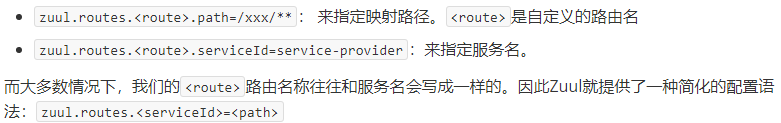 zuul.routes.<route>.path=/xxx/**： 来指定映射路径。<route>是自定义的路由名
zuul.routes.<route>.serviceId=service-provider：来指定服务名。
而大多数情况下，我们的<route>路由名称往往和服务名会写成一样的。因此Zuul就提供了一种简化的配置语
法：zuul.routes.<serviceId>=<path>